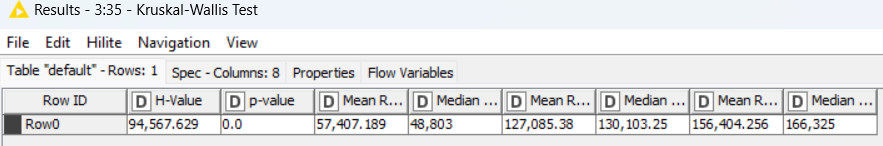 Results - 3:35 - Kruskal-Wallis Test
File Edit Hilite Navigation View
Table "default" - Rows: 1 Spec - Columns: 8 Properties Flow Variables
Row ID D H-Value D p-value D Mean R... D Median ... D Mean R... D Median ... D Mean R... D Median ...
Row0 94,567.629 0.0 57,407.189 48,803 127,085.38 130,103.25 156,404.256 166,325